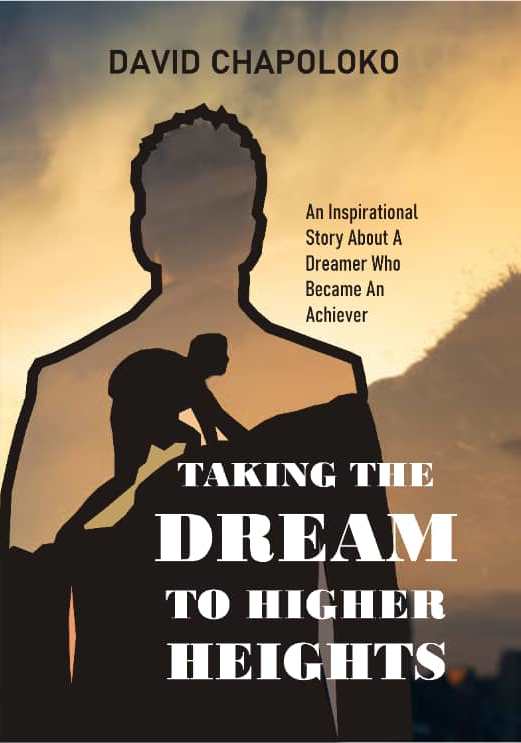 DAVID CHAPOLOKO
An Inspirational
Story About A
Dreamer Who
Became An
Achiever
TAKING THE
DREAM
TO HIGHER
HEIGHTS